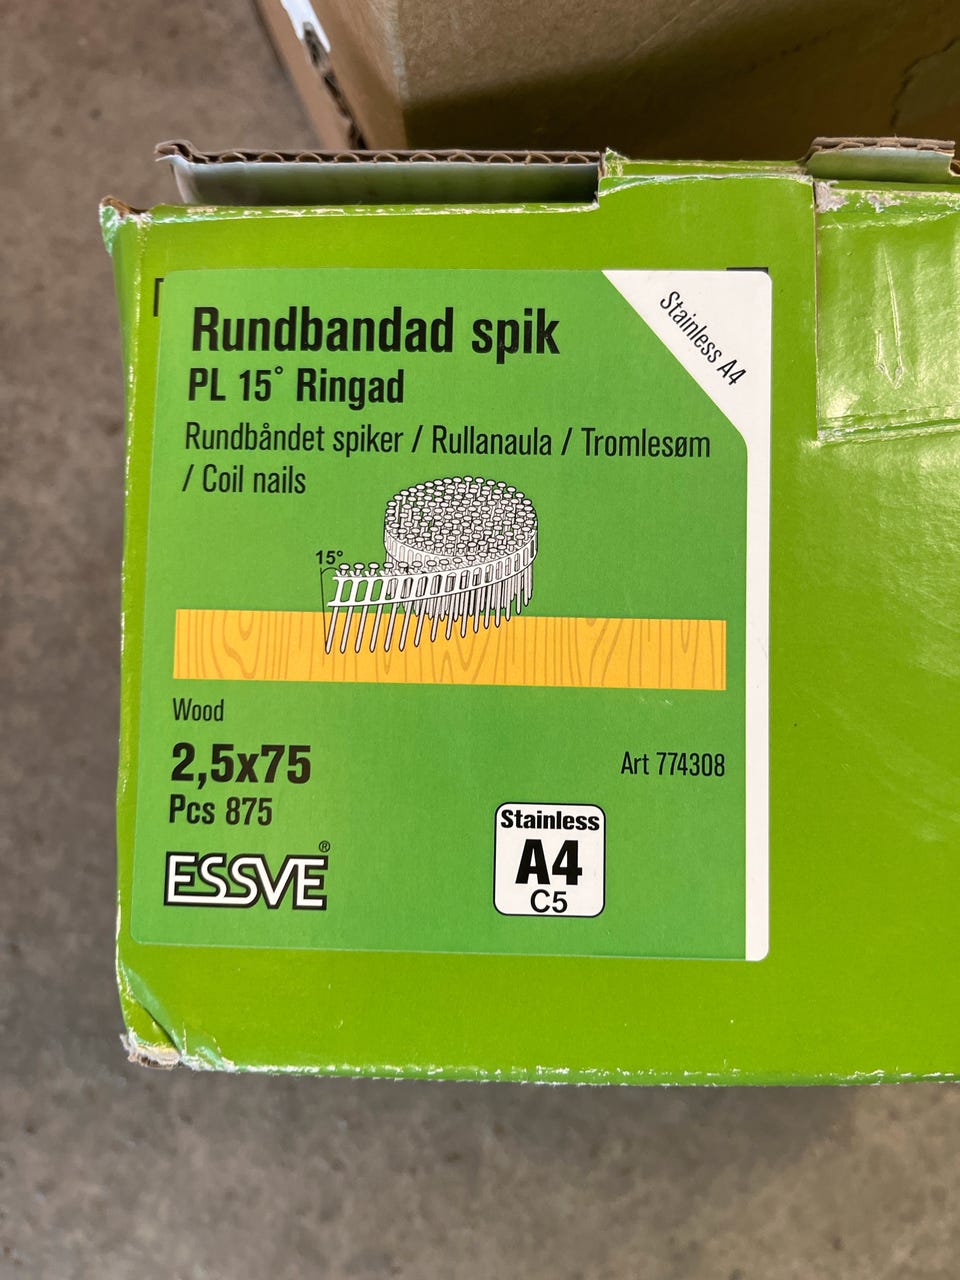 Rundbandad spik
PL 15° Ringad
Rundbåndet spiker / Rullanaula / Tromlesøm
/ Coil nails
Stainless A4
15°
Wood
2,5x75
Pcs 875
Art 774308
ESSVE®
Stainless
A4
C5